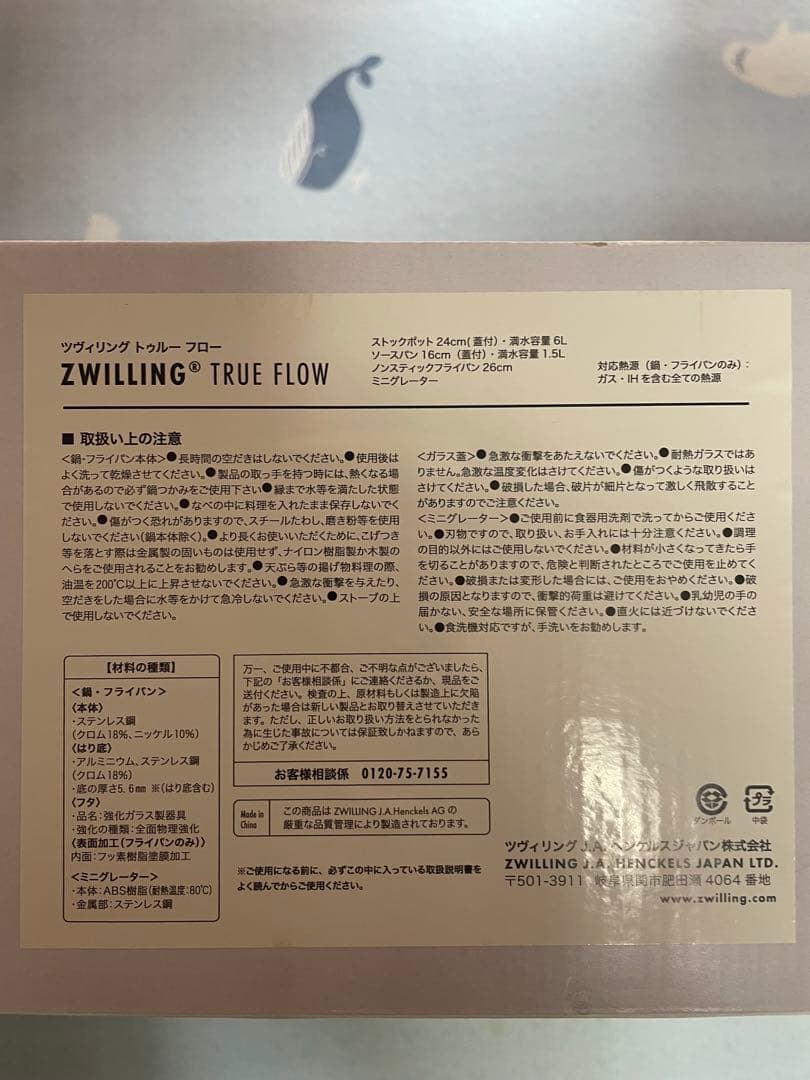 ツヴィリング トゥルー フロー
ZWILLING® TRUE FLOW
ストックポット 24cm(蓋付)・満水容量 6L
ソースパン 16cm（蓋付）・満水容量 1.5L
ノンスティックフライパン 26cm
ミニグレーター
対応熱源（鍋・フライパンのみ）：
ガス・IHを含む全ての熱源
■ 取扱い上の注意
＜鍋・フライパン本体＞●長時間の空だきはしないでください。●使用後は
よく洗って乾燥させてください。●製品の取っ手を持つ時には、熱くなる場
合があるので必ず鍋つかみをご使用下さい●縁まで水等を満たした状態
で使用しないでください。●なべの中に料理を入れたまま保存しないでく
ださい。●傷がつく恐れがありますので、スチールたわし、磨き粉等を使用
しないでください(鍋本体除く)。●より長くお使いいただくために、こげつき
等を落とす際は金属製の固いものは使用せず、ナイロン樹脂製か木製の
へらをご使用されることをお勧めします。●天ぷら等の揚げ物料理の際、
油温を200℃以上に上昇させないでください。●急激な衝撃を与えたり、
空だきをした場合に水等をかけて急冷しないでください。●ストーブの上
で使用しないでください。
＜ガラス蓋＞●急激な衝撃をあたえないでください。●耐熱ガラスではあ
りません。急激な温度変化はさけてください。●傷がつくような取り扱いは
さけてください。●破損した場合、破片が細片となって激しく飛散すること
がありますのでご注意ください。
＜ミニグレーター＞●ご使用前に食器用洗剤で洗ってからご使用くださ
い。●刃物ですので、取り扱い、お手入れには十分注意ください。●調理
の目的以外にはご使用しないでください。●材料が小さくなってきたら手
を切ることがありますので、危険と判断されたところでご使用を止めてく
ださい。●破損または変形した場合には、ご使用をおやめください。●破
損の原因となりますので、衝撃的荷重は避けてください。●乳幼児の手の
届かない、安全な場所に保管ください。●直火には近づけないでくださ
い。●食洗機対応ですが、手洗いをお勧めします。
【材料の種類】
＜鍋・フライパン＞
〈本体〉
・ステンレス鋼
(クロム18%、ニッケル10%)
〈はり底〉
・アルミニウム、ステンレス鋼
(クロム18%)
・底の厚さ5.6㎜ ※(はり底含む)
〈フタ〉
・品名：強化ガラス製器具
・強化の種類：全面物理強化
〈表面加工(フライパンのみ)〉
内面：フッ素樹脂塗膜加工
＜ミニグレーター＞
・本体：ABS樹脂(耐熱温度：80℃)
・金属部：ステンレス鋼
万一、ご使用中に不都合、ご不明な点がございましたら、
下記の「お客様相談係」にご連絡くださるか、現品をご
送付ください。検査の上、原材料もしくは製造上に欠陥
があった場合は新しい製品とお取り替えさせていただき
ます。ただし、正しいお取り扱い方法をとられなかった
為に生じた事故については保証致しかねますので、あら
かじめご了承ください。
お客様相談係 0120-75-7155
Made in
China
この商品は ZWILLING J.A.Henckels AG の
厳重な品質管理により製造されております。
※ご使用になる前に、必ずこの中に入っている取扱説明書を
よく読んでからご使用ください。
プラ
ダンボール
中袋
ツヴィリング J.A. ヘンケルスジャパン株式会社
ZWILLING J.A. HENCKELS JAPAN LTD.
〒501-3911 岐阜県関市肥田瀬 4064 番地
www.zwilling.com